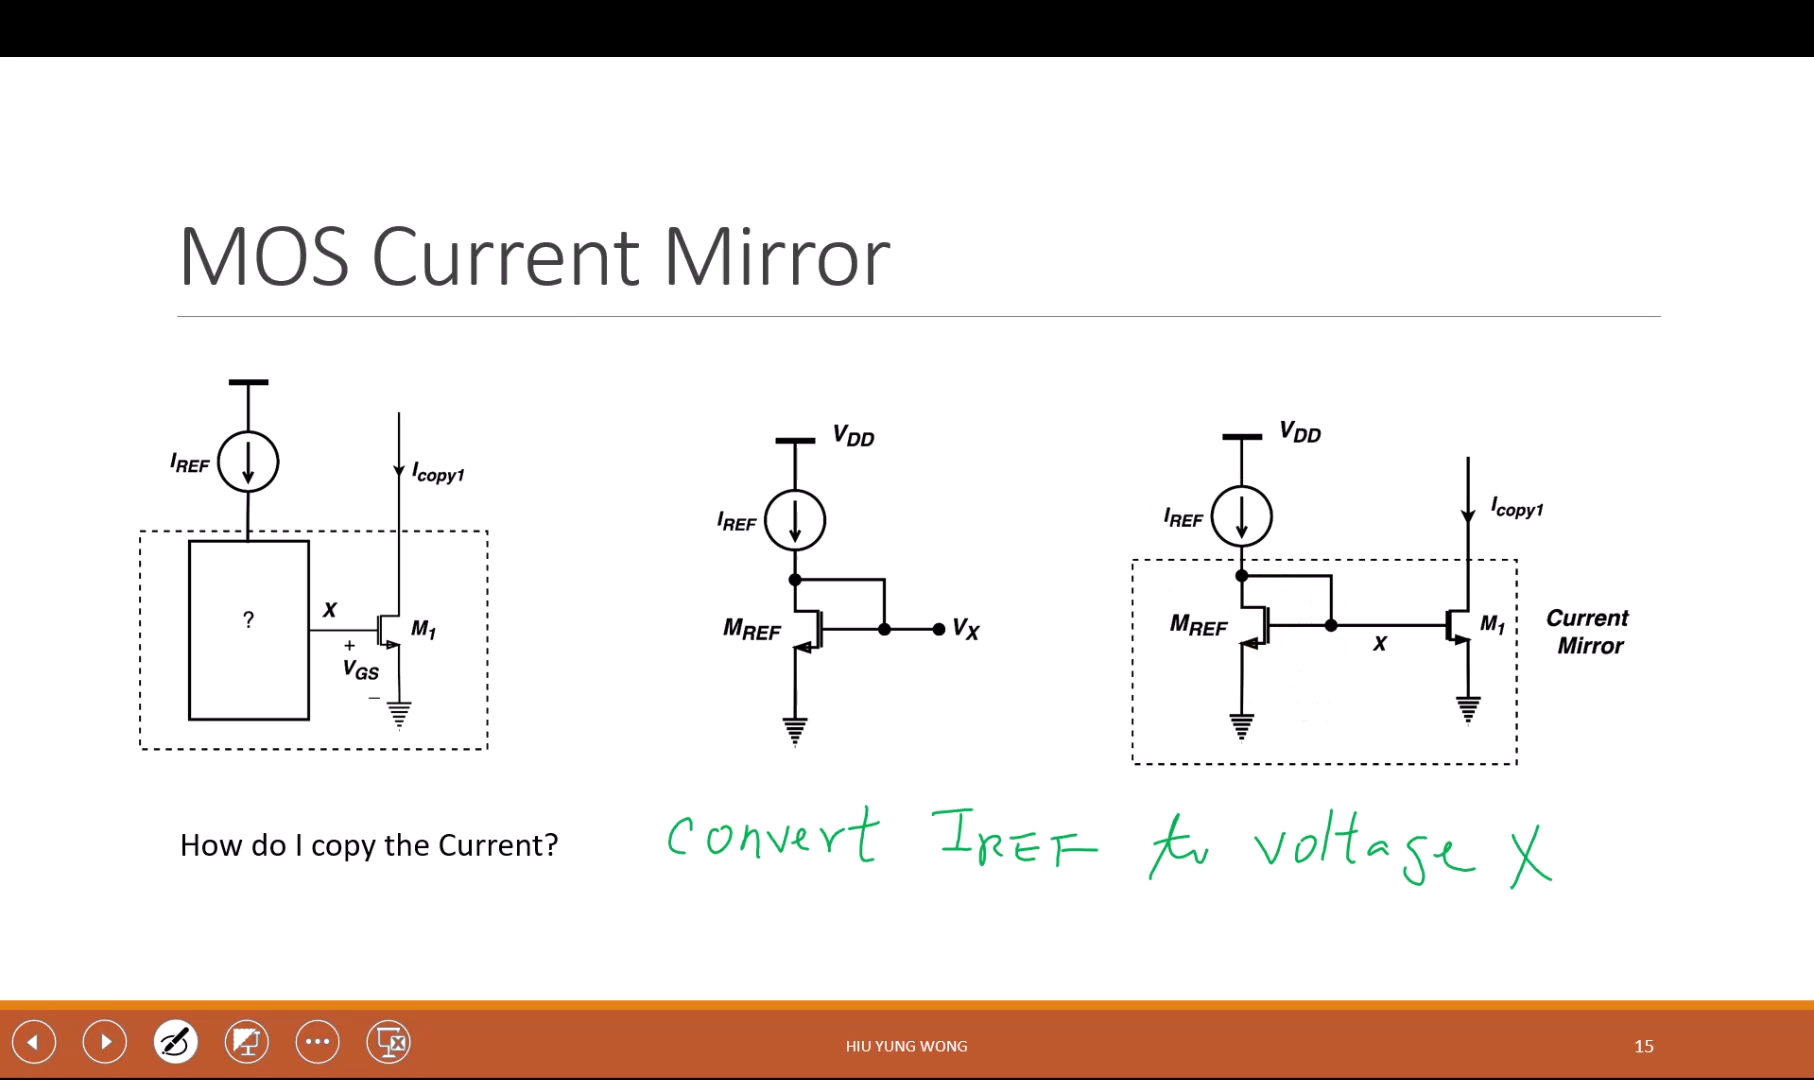 MOS Current Mirror
IREF
Icopy1
?
X
+
VGS
−
M1
VDD
IREF
MREF
VX
VDD
IREF
Icopy1
MREF
X
M1
Current
Mirror
How do I copy the Current?
convert IREF to voltage X
HIU YUNG WONG
15